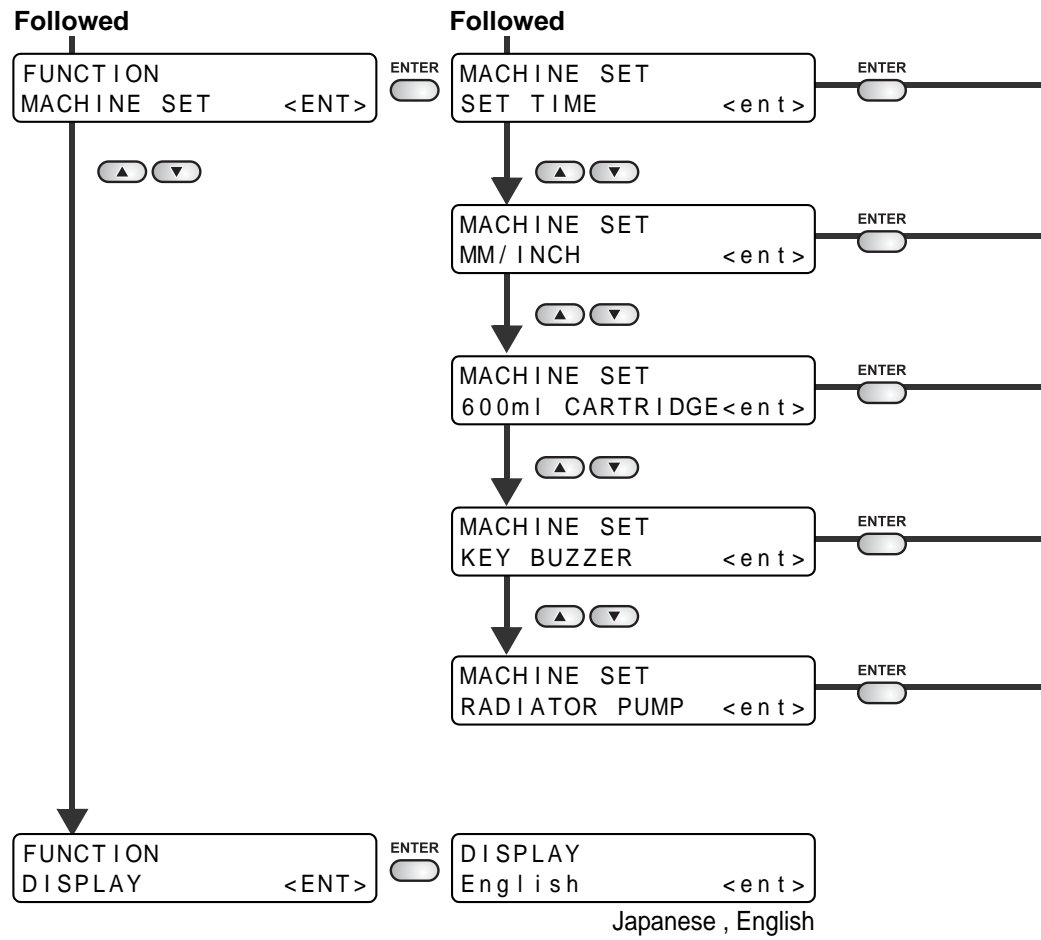 Followed
Followed
FUNCTION
MACHINE SET <ENT>
ENTER
MACHINE SET
SET TIME <ent>
ENTER
MACHINE SET
MM/INCH <ent>
ENTER
MACHINE SET
600ml CARTRIDGE<ent>
ENTER
MACHINE SET
KEY BUZZER <ent>
ENTER
MACHINE SET
RADIATOR PUMP <ent>
ENTER
FUNCTION
DISPLAY <ENT>
ENTER
DISPLAY
English <ent>
Japanese , English